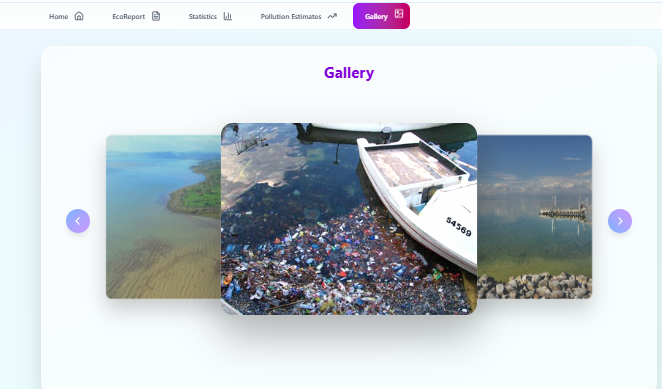 Home EcoReport Statistics Pollution Estimates Gallery
Gallery
54569